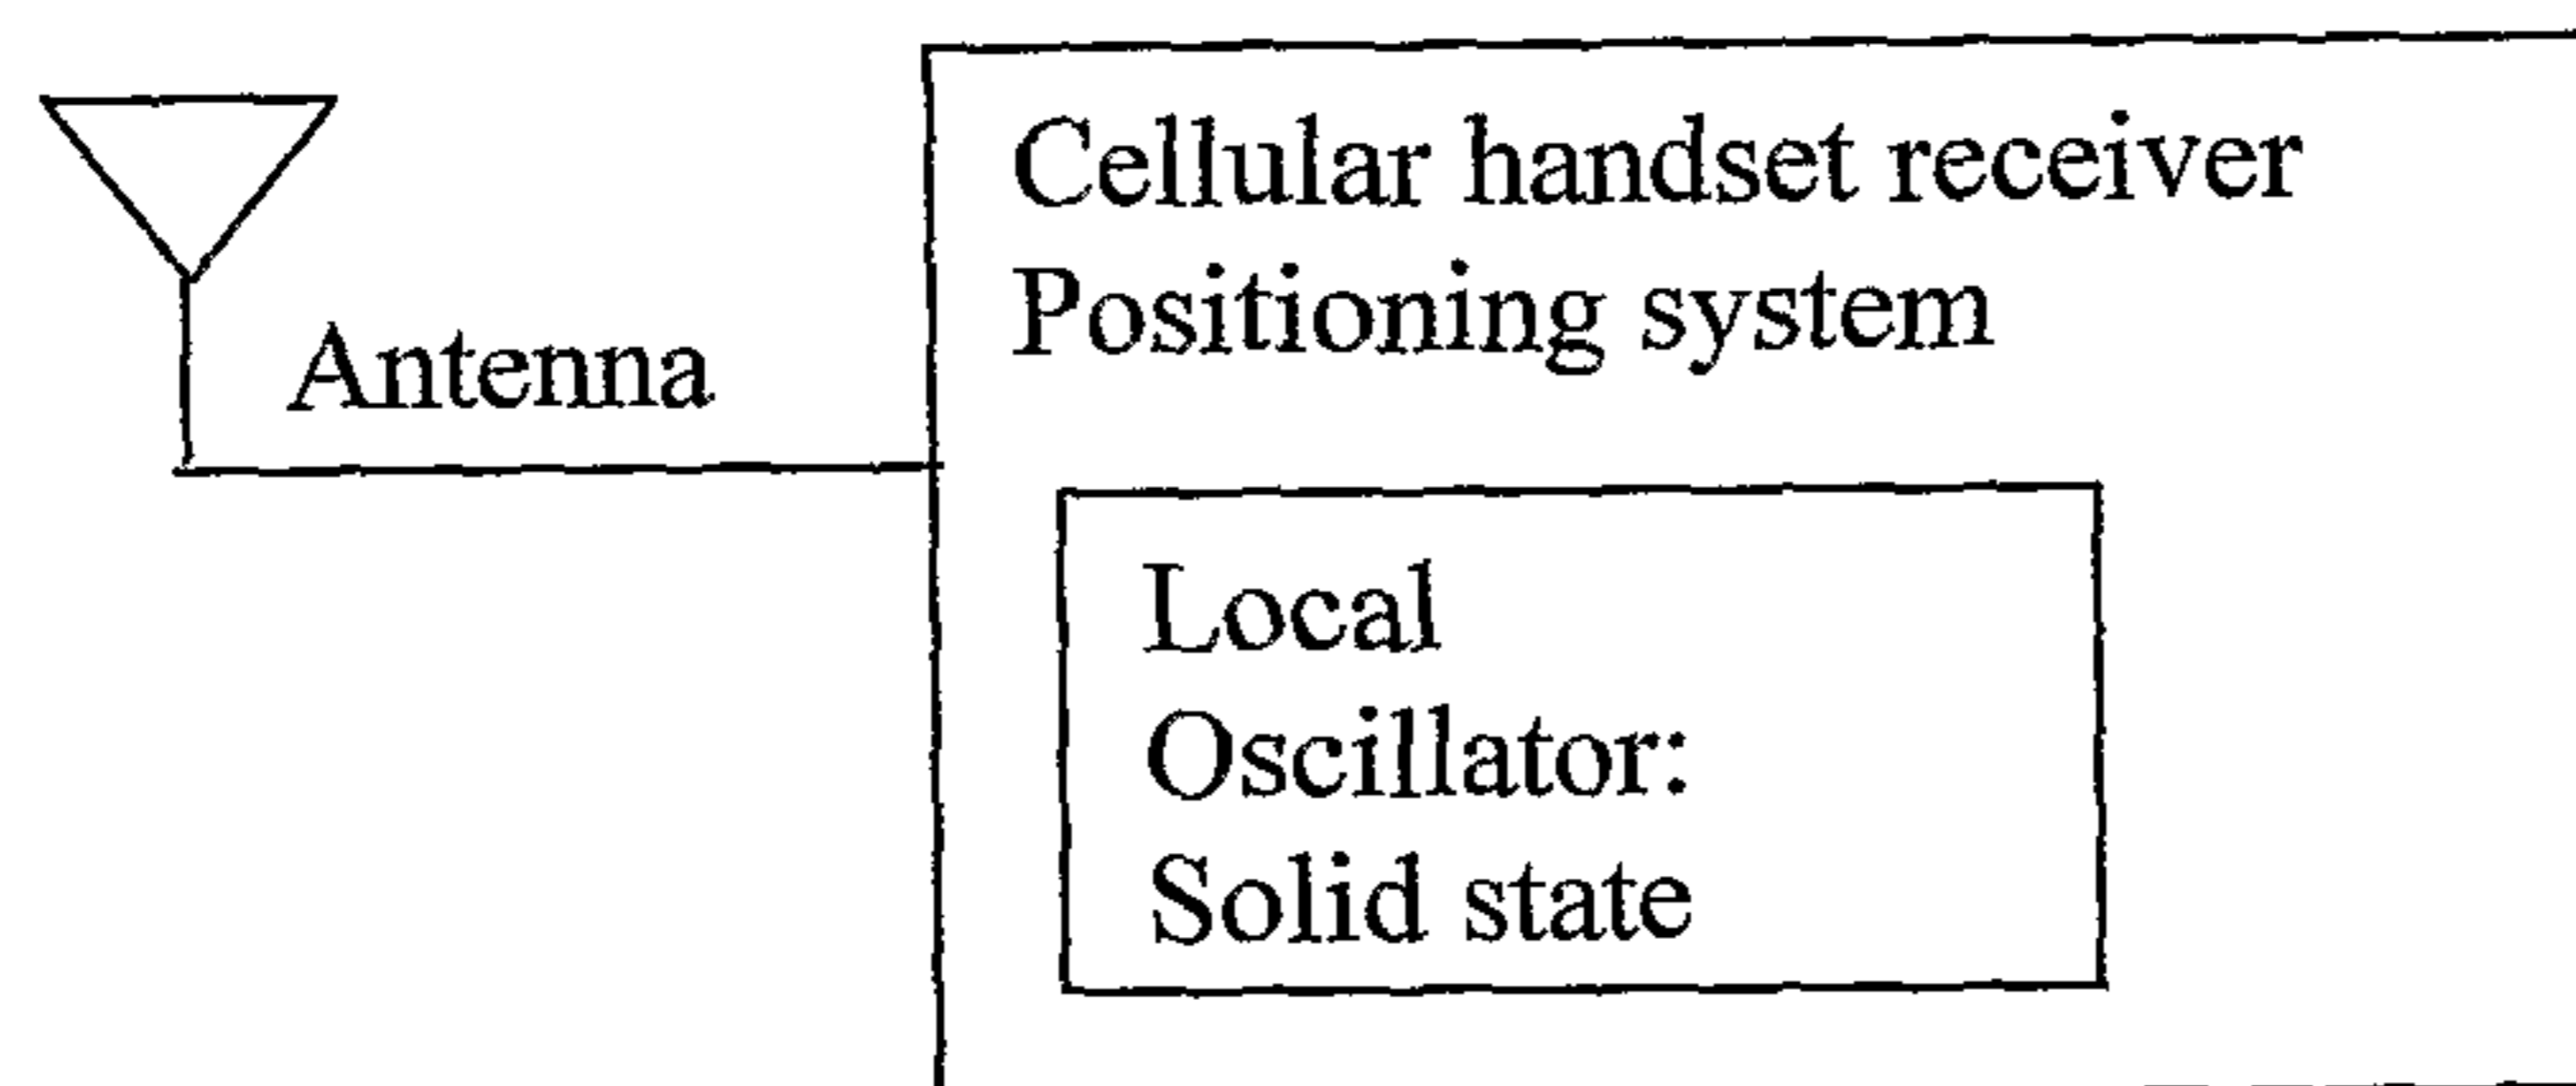 Cellular handset receiver
Positioning system
Antenna
Local
Oscillator:
Solid state